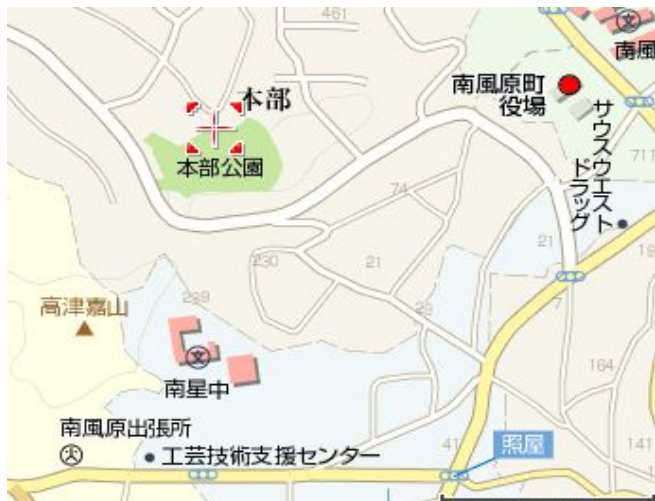 461
南風
本部
南風原町
役場
サウスウエスト
ドラッグ
711
本部公園
74
21
230
21
19
239
29
7
高津嘉山
164
南星中
南風原出張所
工芸技術支援センター
41
照屋
141